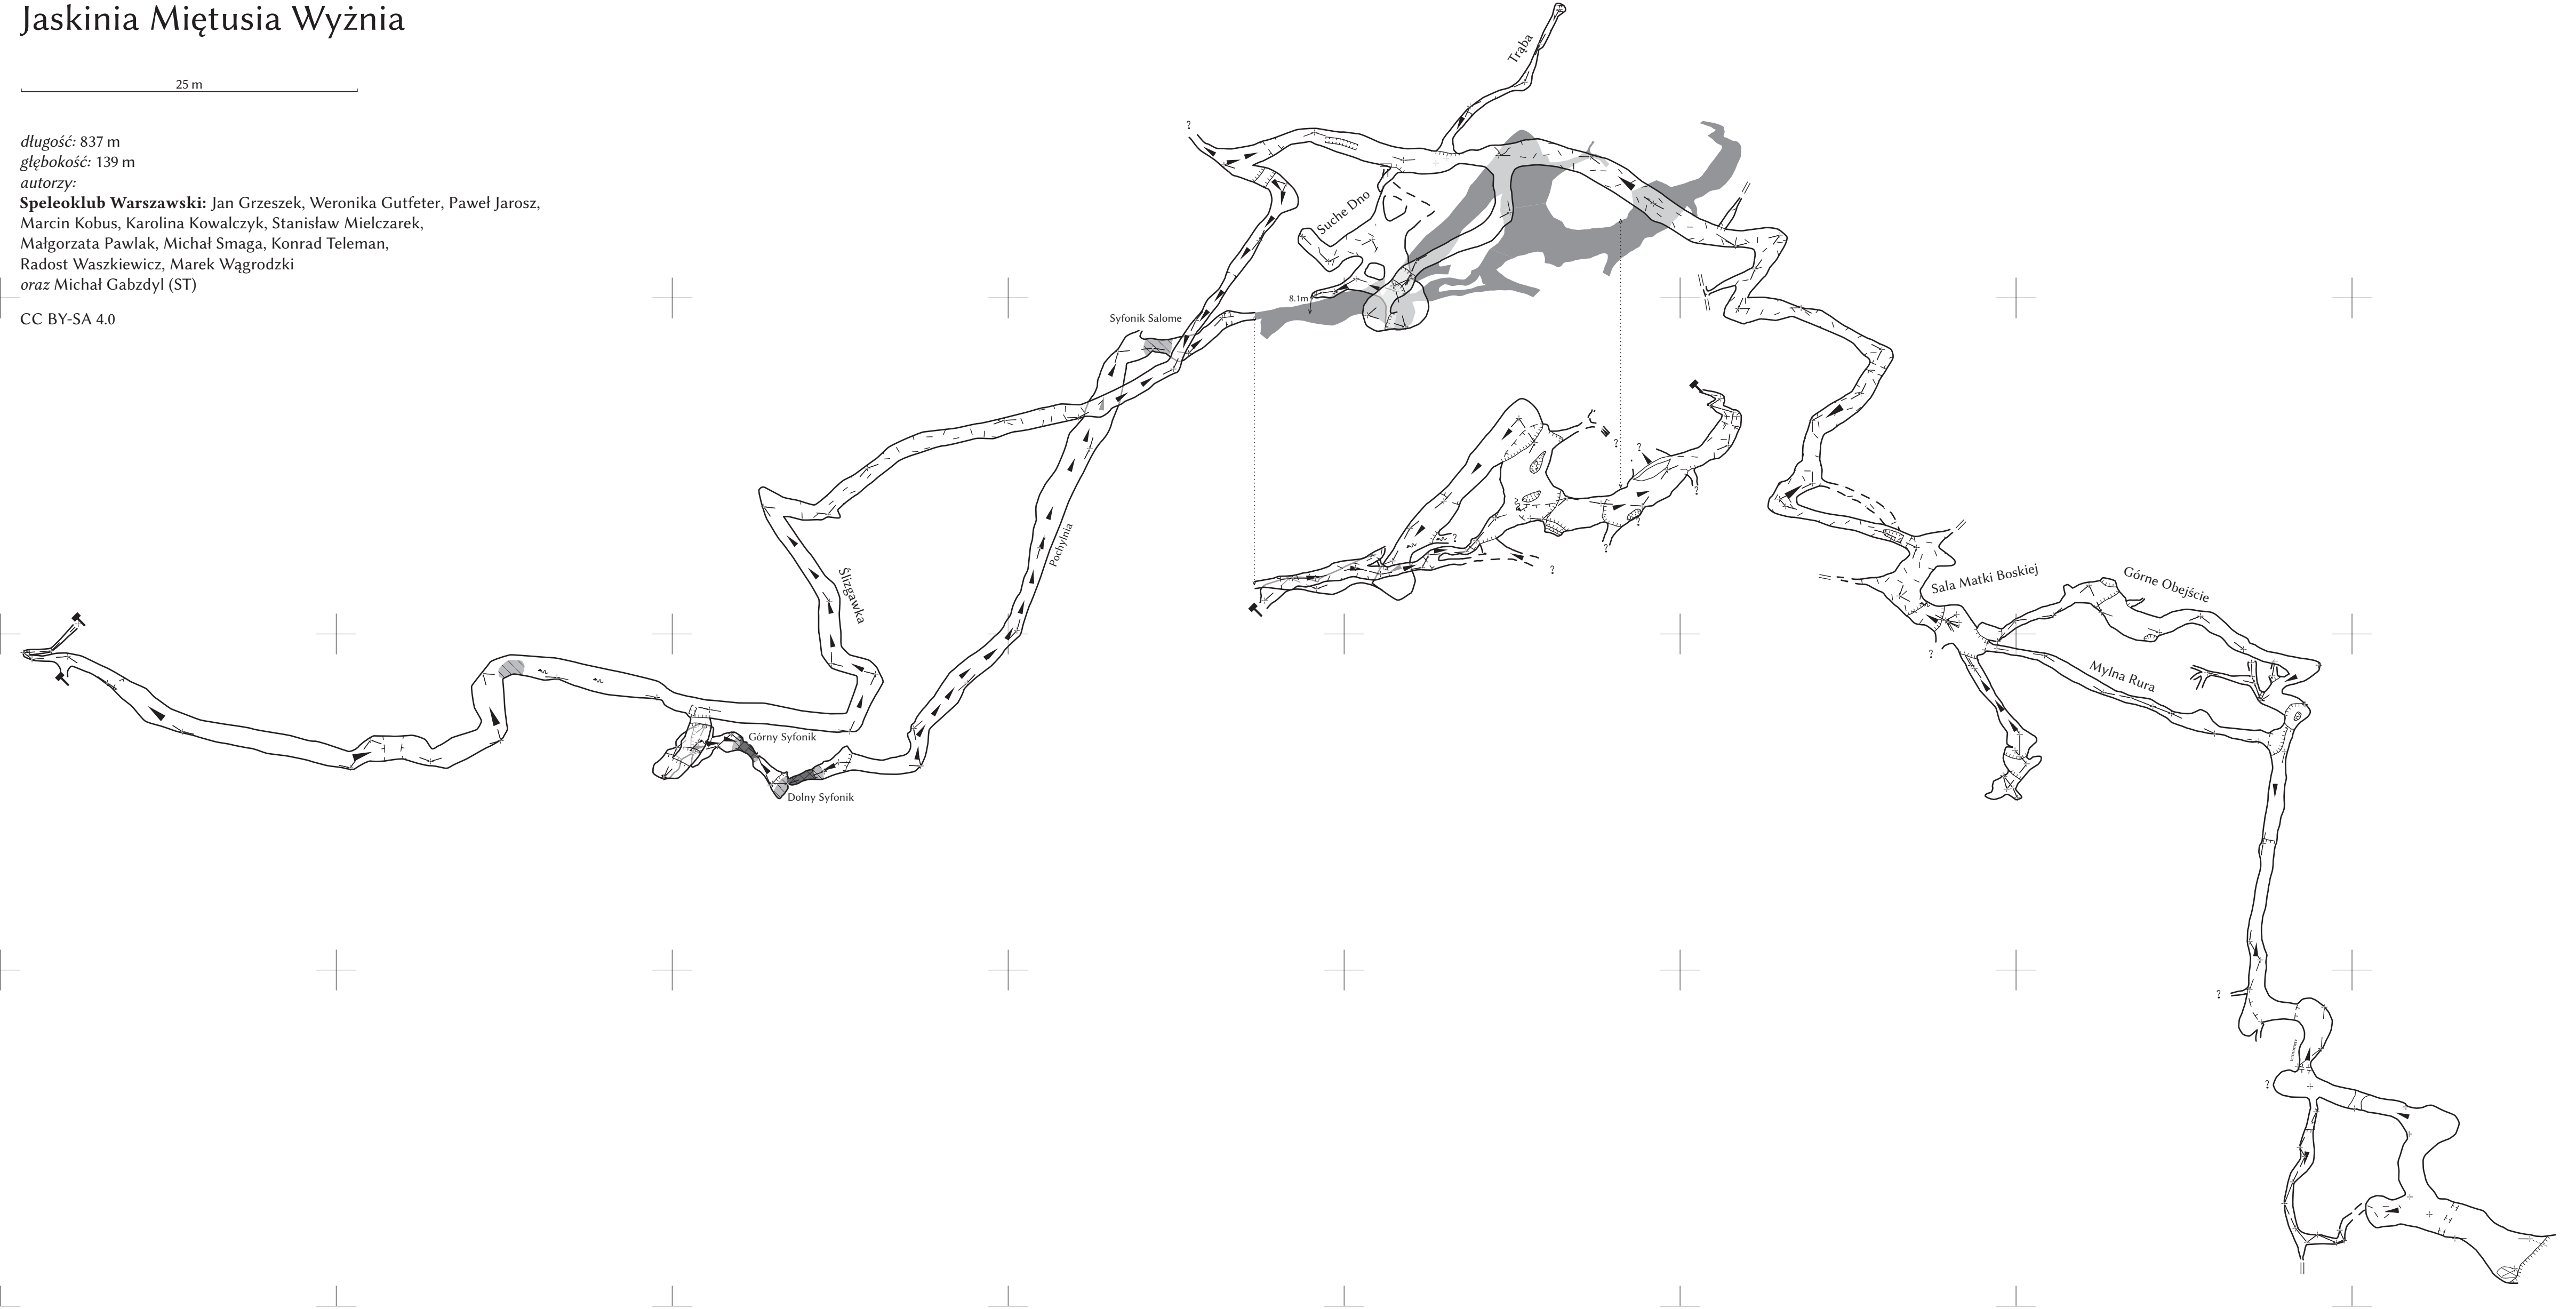 Jaskinia Miętusia Wyżnia
25 m
długość: 837 m
głębokość: 139 m
autorzy:
Speleoklub Warszawski: Jan Grzeszek, Weronika Gutfeter, Paweł Jarosz,
Marcin Kobus, Karolina Kowalczyk, Stanisław Mielczarek,
Małgorzata Pawlak, Michał Smaga, Konrad Teleman,
Radost Waszkiewicz, Marek Wągrodzki
oraz Michał Gabzdyl (ST)
CC BY-SA 4.0
Trąba
?
Suche Dno
8.1m
Syfonik Salome
?
?
?
?
?
?
?
Pochylnia
Ślizgawka
Sala Matki Boskiej
Górne Obejście
?
Mylna Rura
Górny Syfonik
Dolny Syfonik
?
?